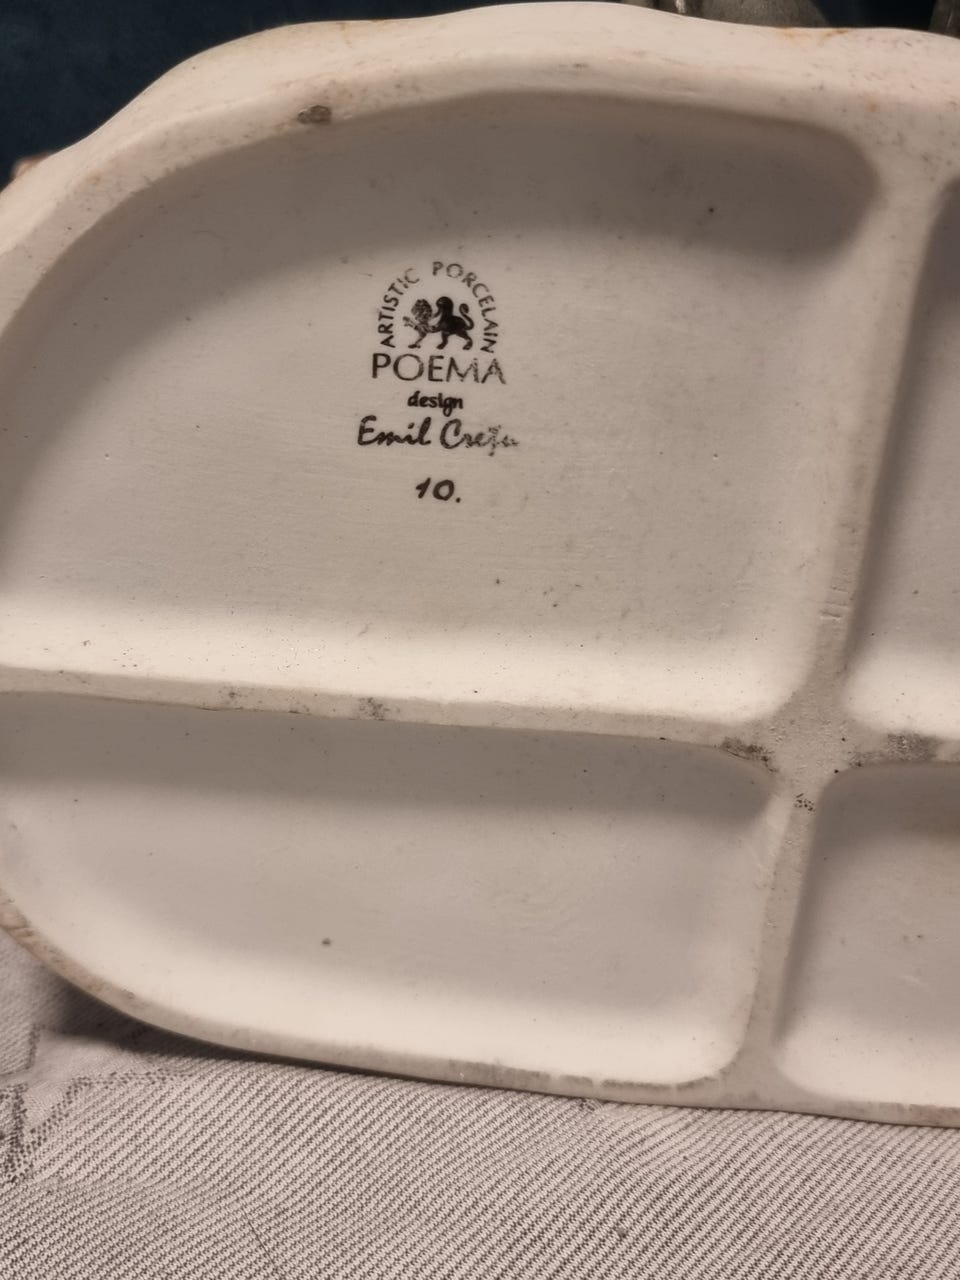 ARTISTIC PORCELAIN
POEMA
design
Emil Crețu
10.